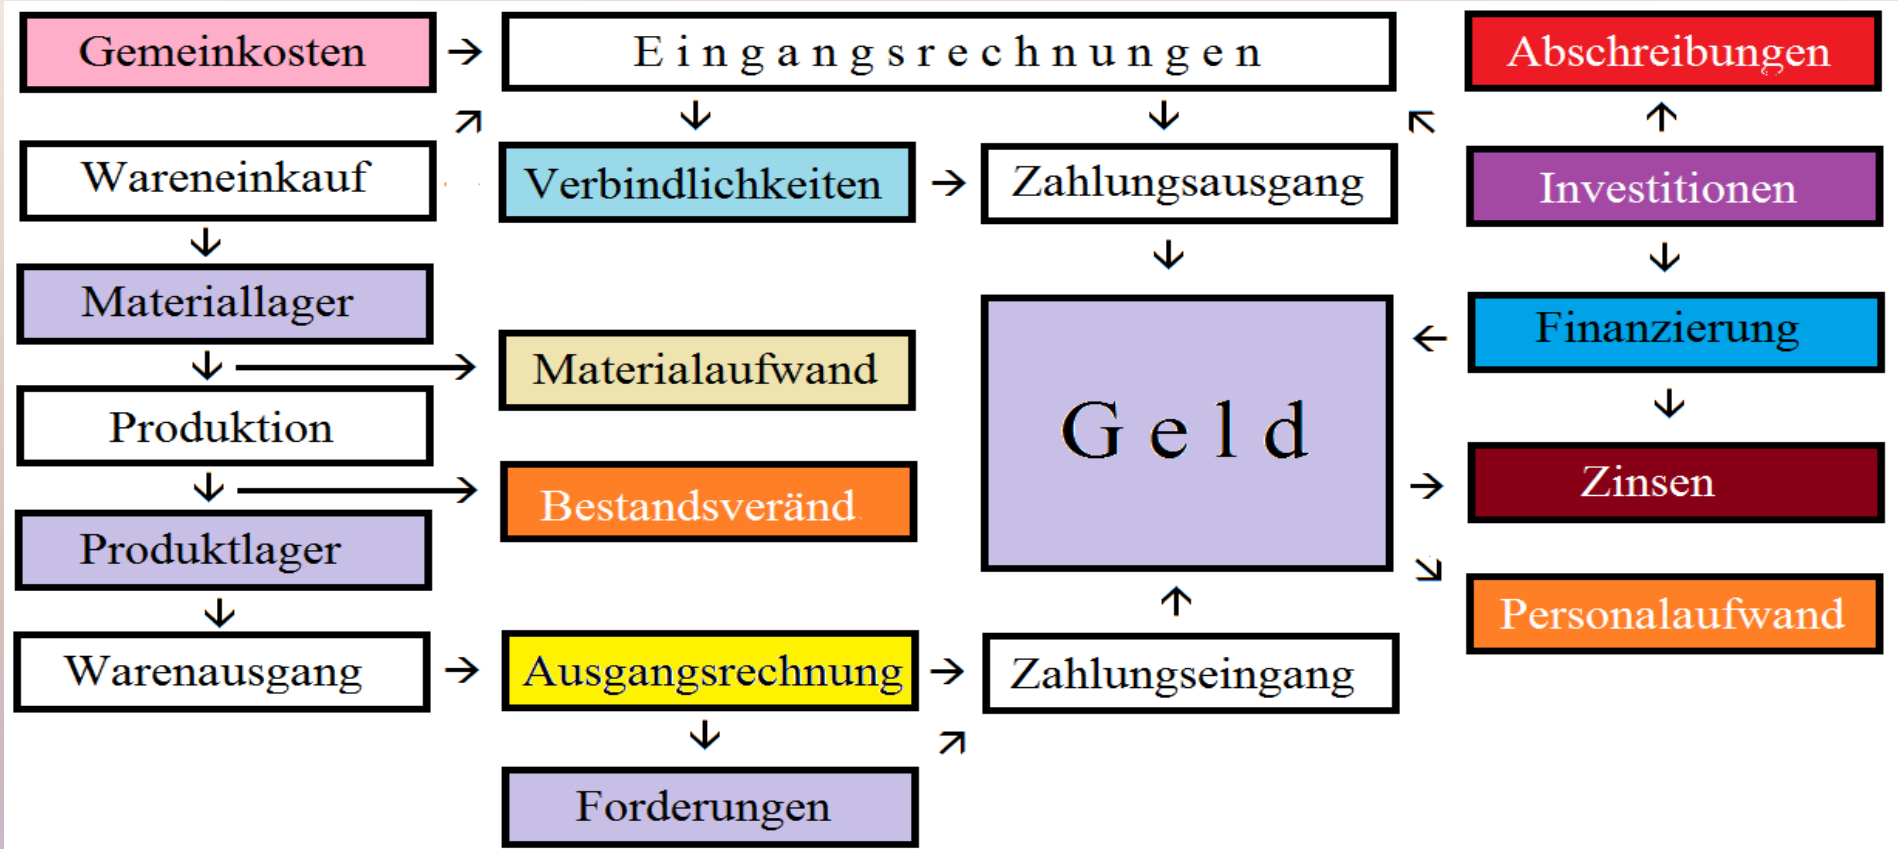 Gemeinkosten
Eingangsrechnungen
Abschreibungen
Wareneinkauf
Verbindlichkeiten
Zahlungsausgang
Investitionen
Materiallager
Finanzierung
Materialaufwand
Produktion
Geld
Zinsen
Bestandsveränd
Produktlager
Personalaufwand
Warenausgang
Ausgangsrechnung
Zahlungseingang
Forderungen